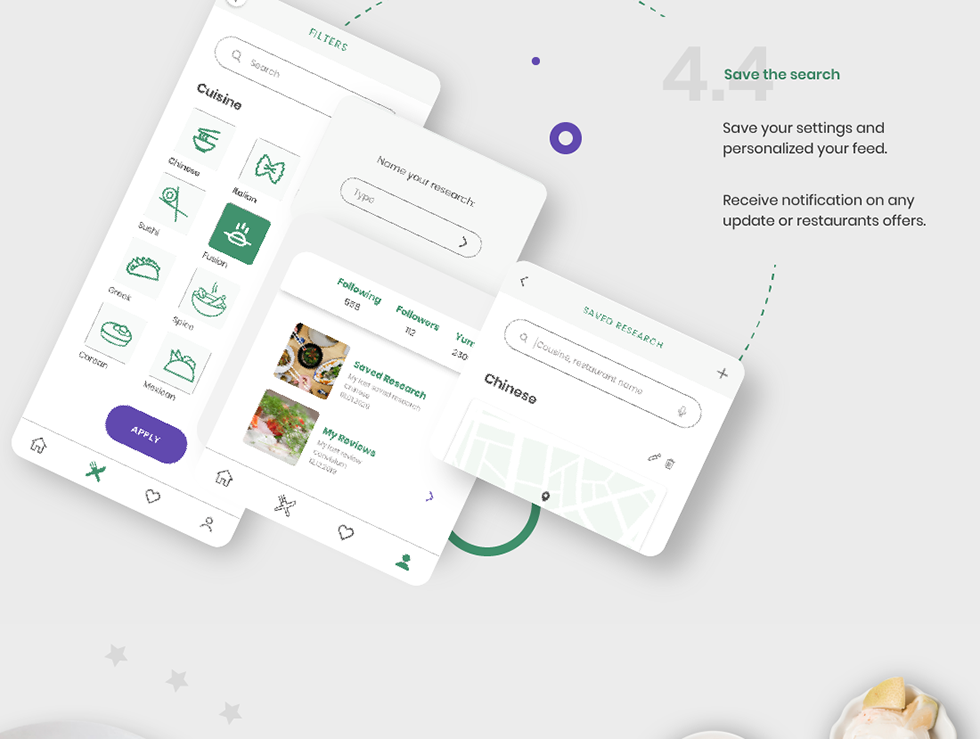 FILTERS
Search
Cuisine
Chinese
Italian
Sushi
Fusion
Greek
Spice
Corean
Mexican
APPLY
Name your research:
Type
Following
658
Followers
112
Yum
230
Saved Research
My last saved research
Chinese
My Reviews
My last review
12.12.2019
SAVED RESEARCH
Cousine, restaurant name
Chinese
4.4
Save the search
Save your settings and
personalized your feed.
Receive notification on any
update or restaurants offers.